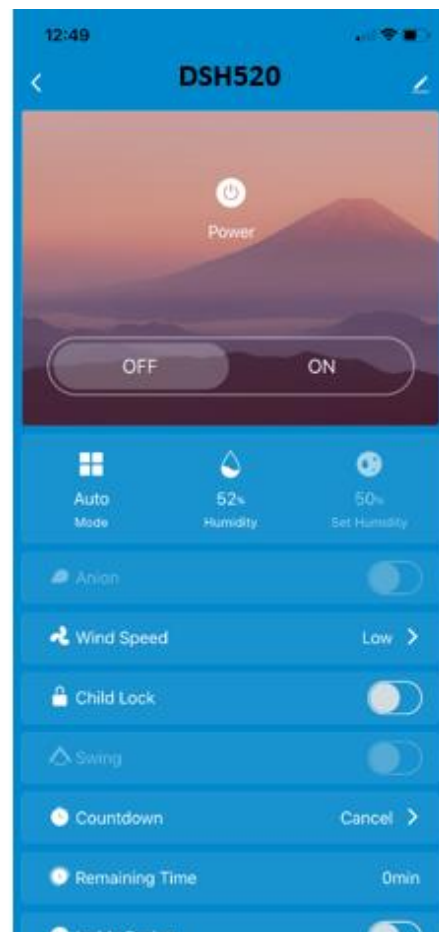 12:49
DSH520
Power
OFF ON
Auto 52% 50%
Mode Humidity Set Humidity
Anion
Wind Speed Low
Child Lock
Swing
Countdown Cancel
Remaining Time 0min